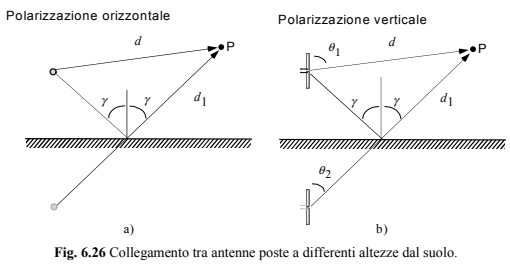 Polarizzazione orizzontale
d
P
γ
γ
d1
a)
Polarizzazione verticale
θ1
d
P
γ
γ
d1
θ2
b)
Fig. 6.26 Collegamento tra antenne poste a differenti altezze dal suolo.